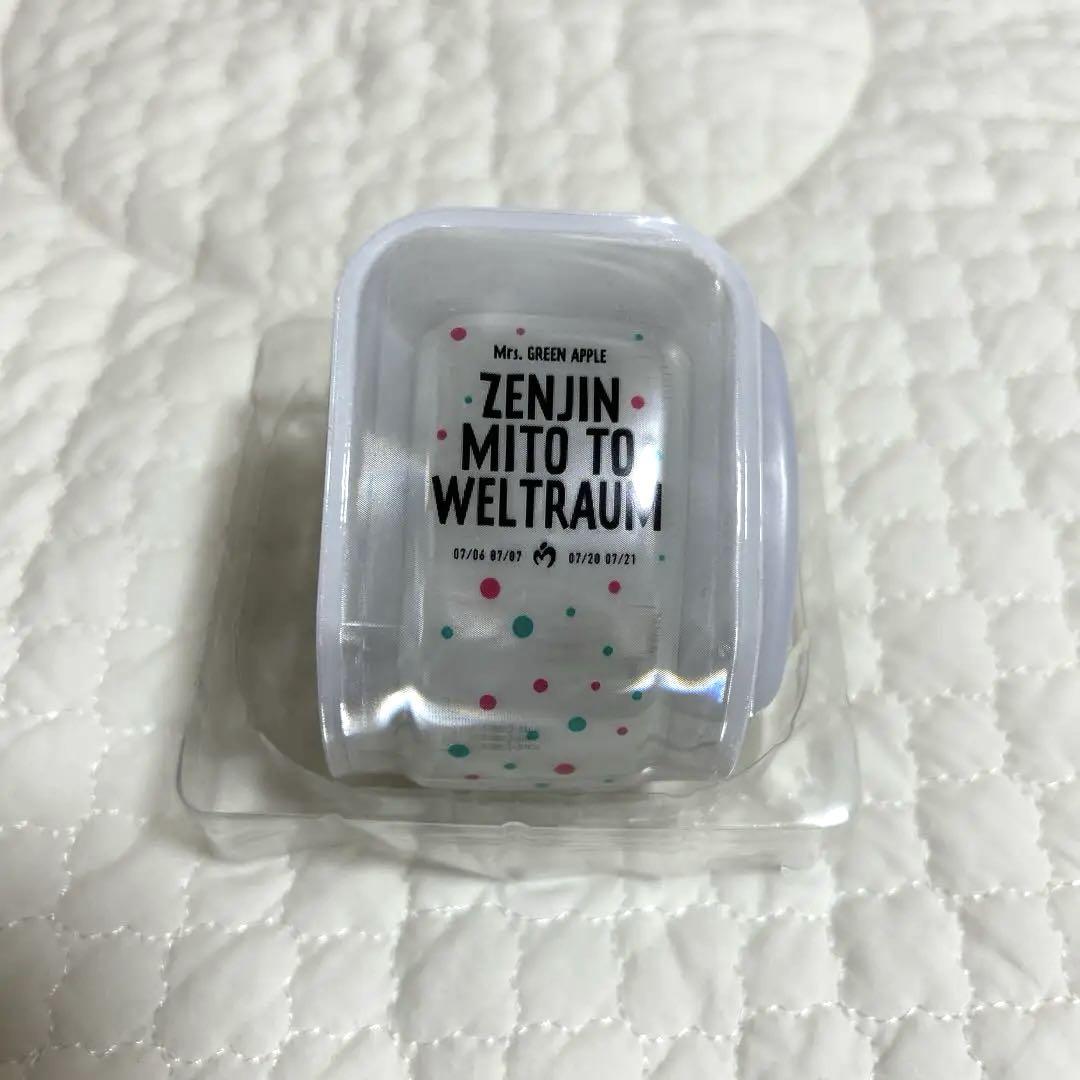 Mrs. GREEN APPLE
ZENJIN
MITO TO
WELTRAUM
07/06 07/07 07/20 07/21